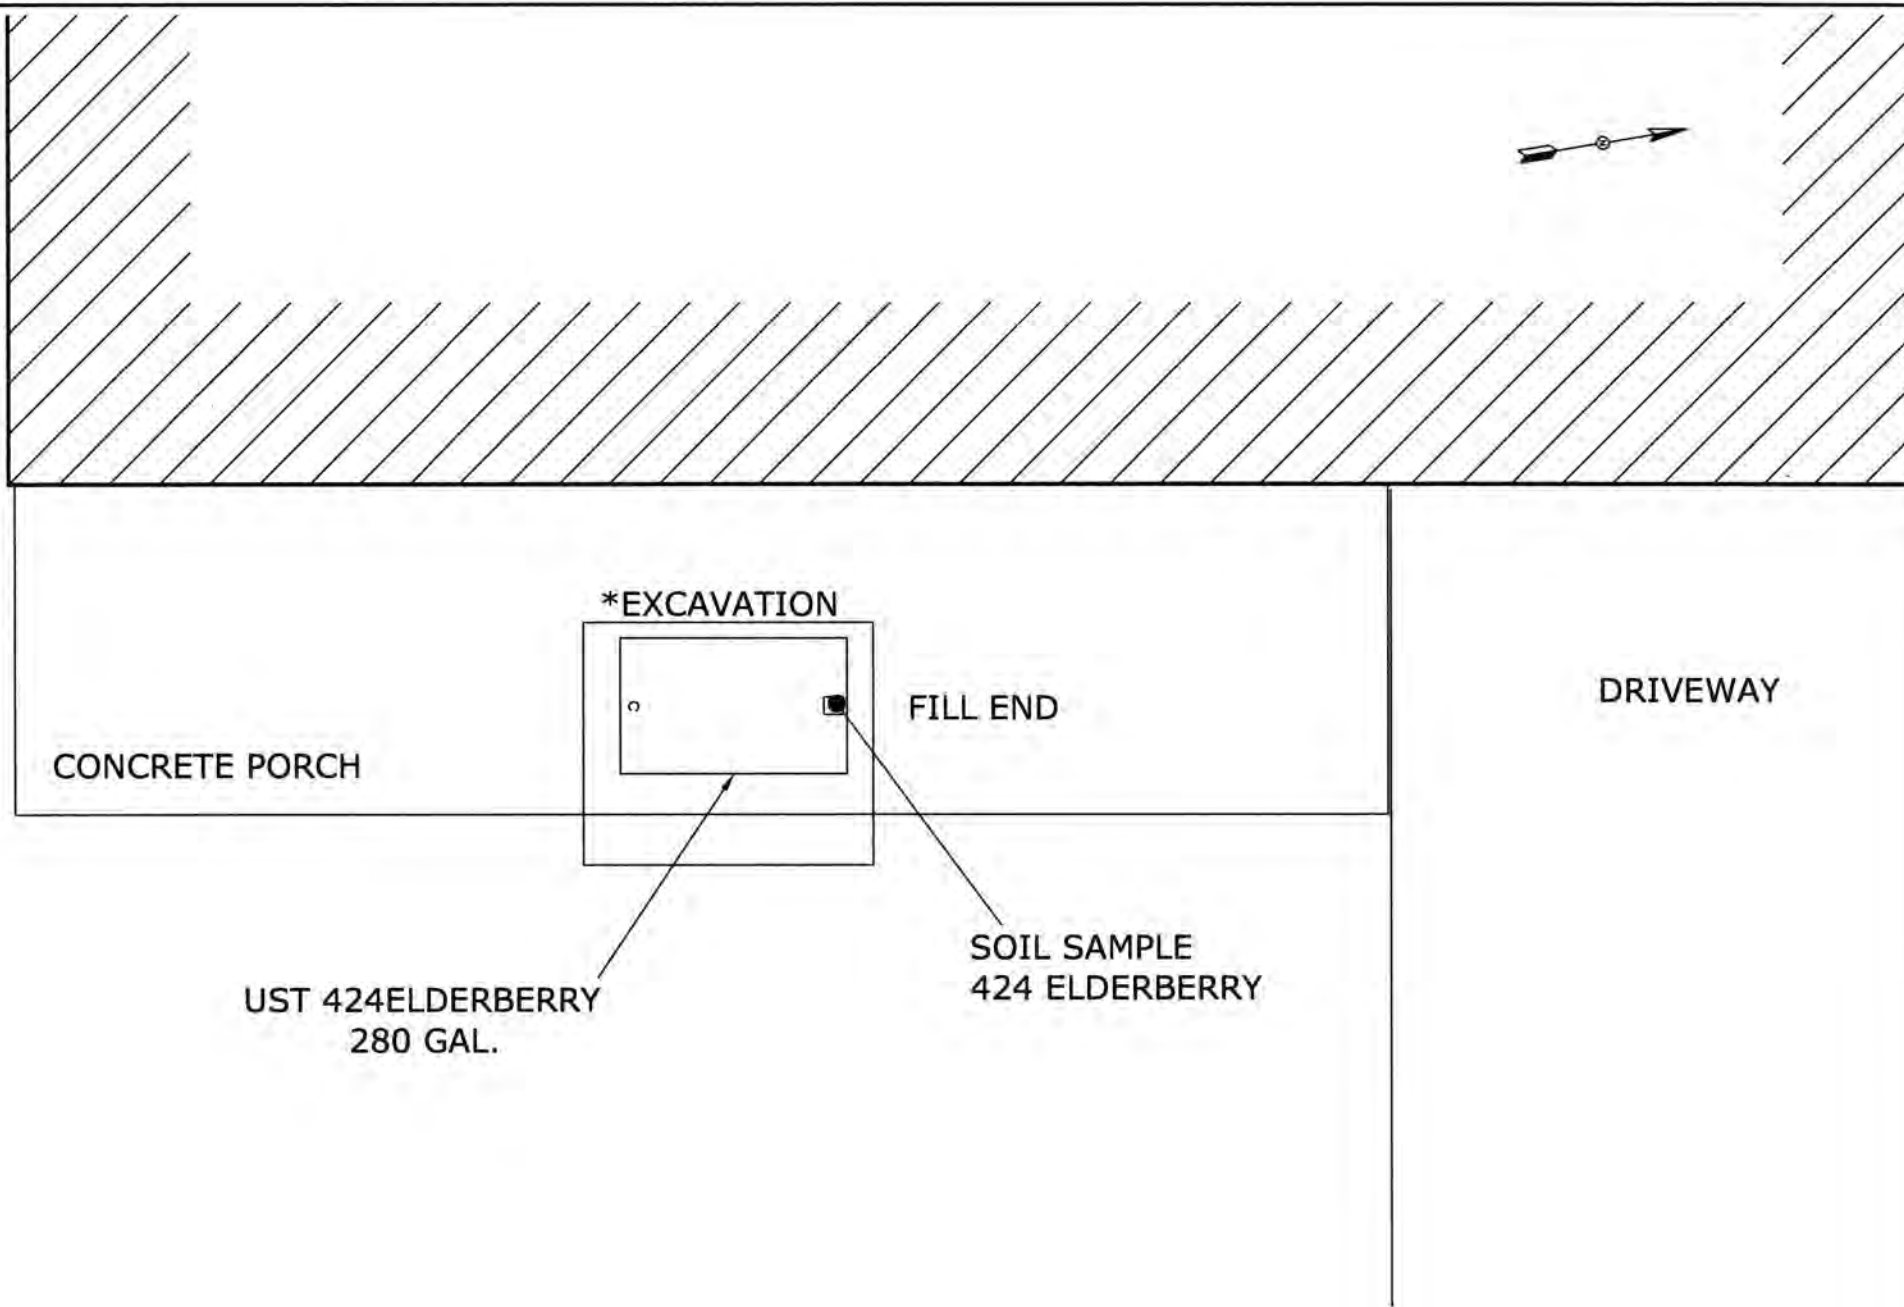 N
*EXCAVATION
C
FILL END
DRIVEWAY
CONCRETE PORCH
SOIL SAMPLE
424 ELDERBERRY
UST 424ELDERBERRY
280 GAL.